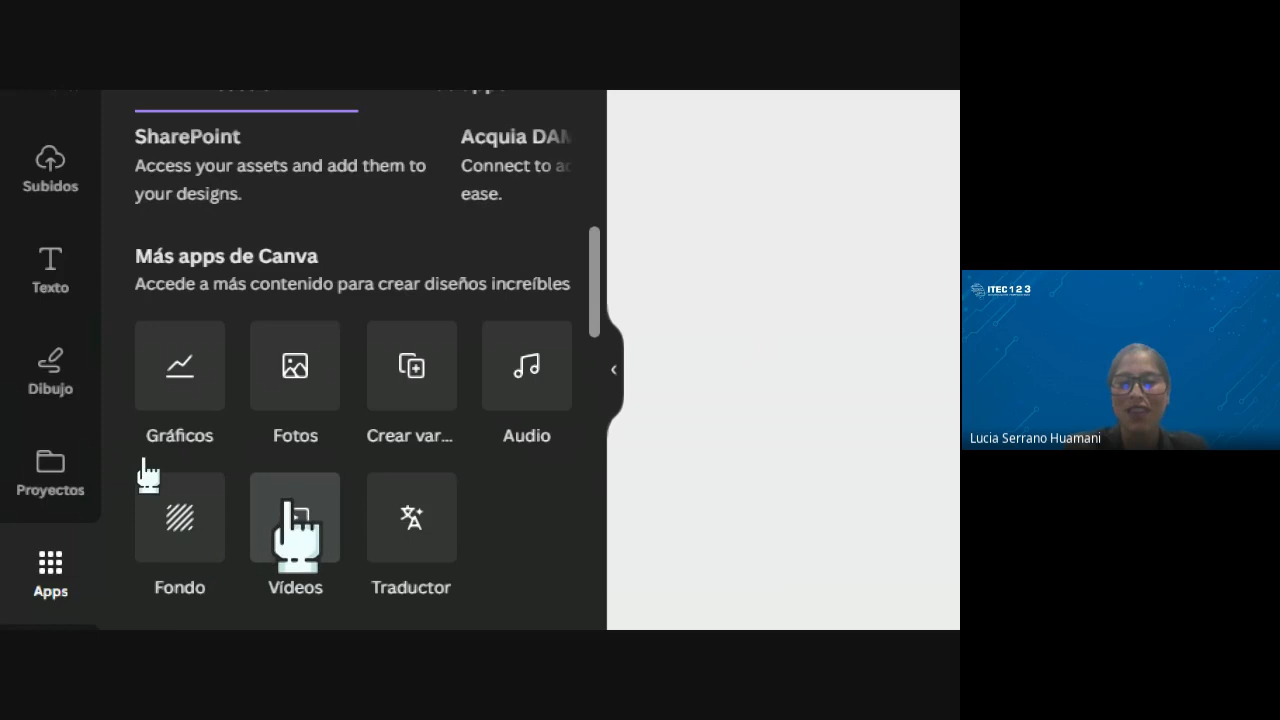 SharePoint
Access your assets and add them to
your designs.
Acquia DAM
Connect to
ease.
Subidos
Texto
Dibujo
Proyectos
Apps
Más apps de Canva
Accede a más contenido para crear diseños increíbles
Gráficos
Fotos
Crear var...
Audio
Fondo
Vídeos
Traductor
ITEC 1 2 3
Lucia Serrano Huamani